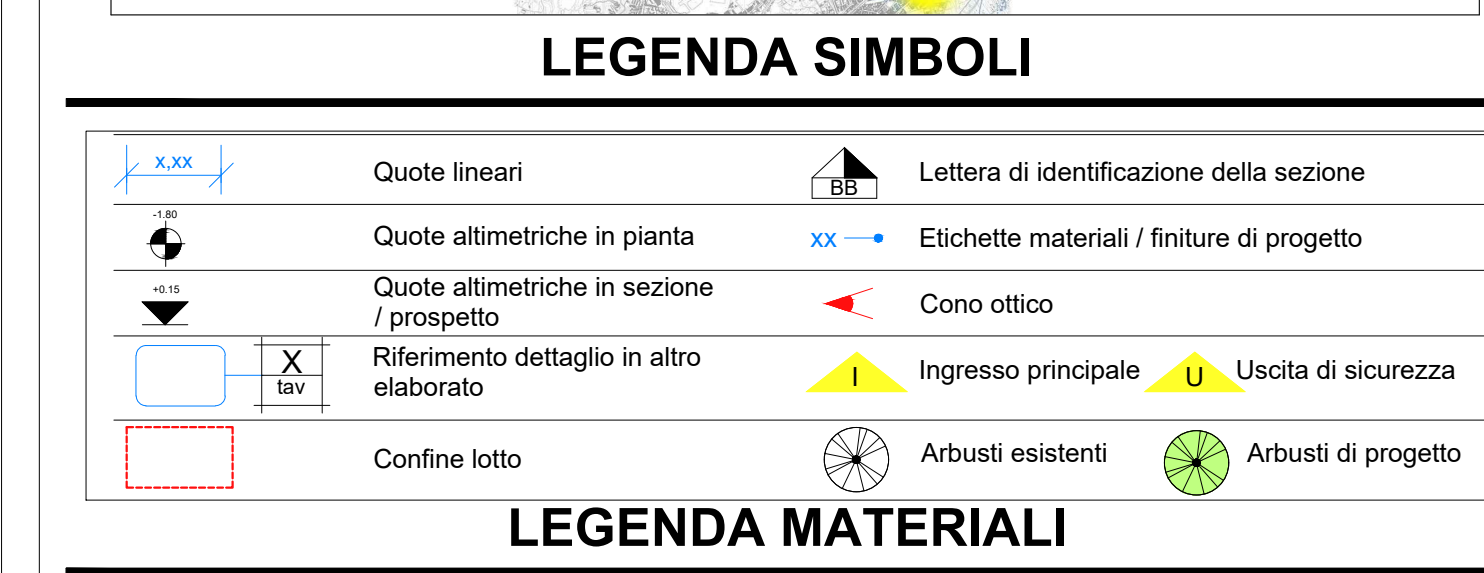 LEGENDA SIMBOLI
x,xx
Quote lineari
BB
Lettera di identificazione della sezione
-1.80
Quote altimetriche in pianta
xx
Etichette materiali / finiture di progetto
+0.15
Quote altimetriche in sezione
/ prospetto
Cono ottico
X
tav
Riferimento dettaglio in altro
elaborato
I
Ingresso principale
U
Uscita di sicurezza
Confine lotto
Arbusti esistenti
Arbusti di progetto
LEGENDA MATERIALI